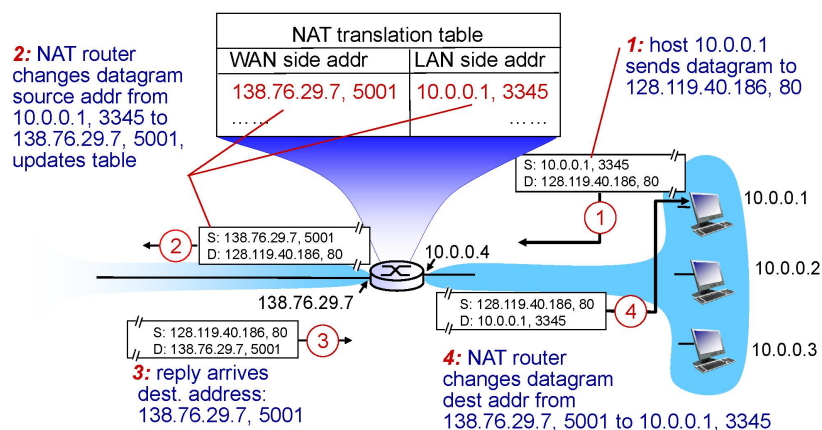 NAT translation table
WAN side addr LAN side addr
138.76.29.7, 5001 10.0.0.1, 3345
…… ……
2: NAT router
changes datagram
source addr from
10.0.0.1, 3345 to
138.76.29.7, 5001,
updates table
1: host 10.0.0.1
sends datagram to
128.119.40.186, 80
S: 10.0.0.1, 3345
D: 128.119.40.186, 80
1
10.0.0.1
S: 138.76.29.7, 5001
D: 128.119.40.186, 80
2
10.0.0.4
10.0.0.2
138.76.29.7
S: 128.119.40.186, 80
D: 10.0.0.1, 3345
4
S: 128.119.40.186, 80
D: 138.76.29.7, 5001
3
10.0.0.3
3: reply arrives
dest. address:
138.76.29.7, 5001
4: NAT router
changes datagram
dest addr from
138.76.29.7, 5001 to 10.0.0.1, 3345